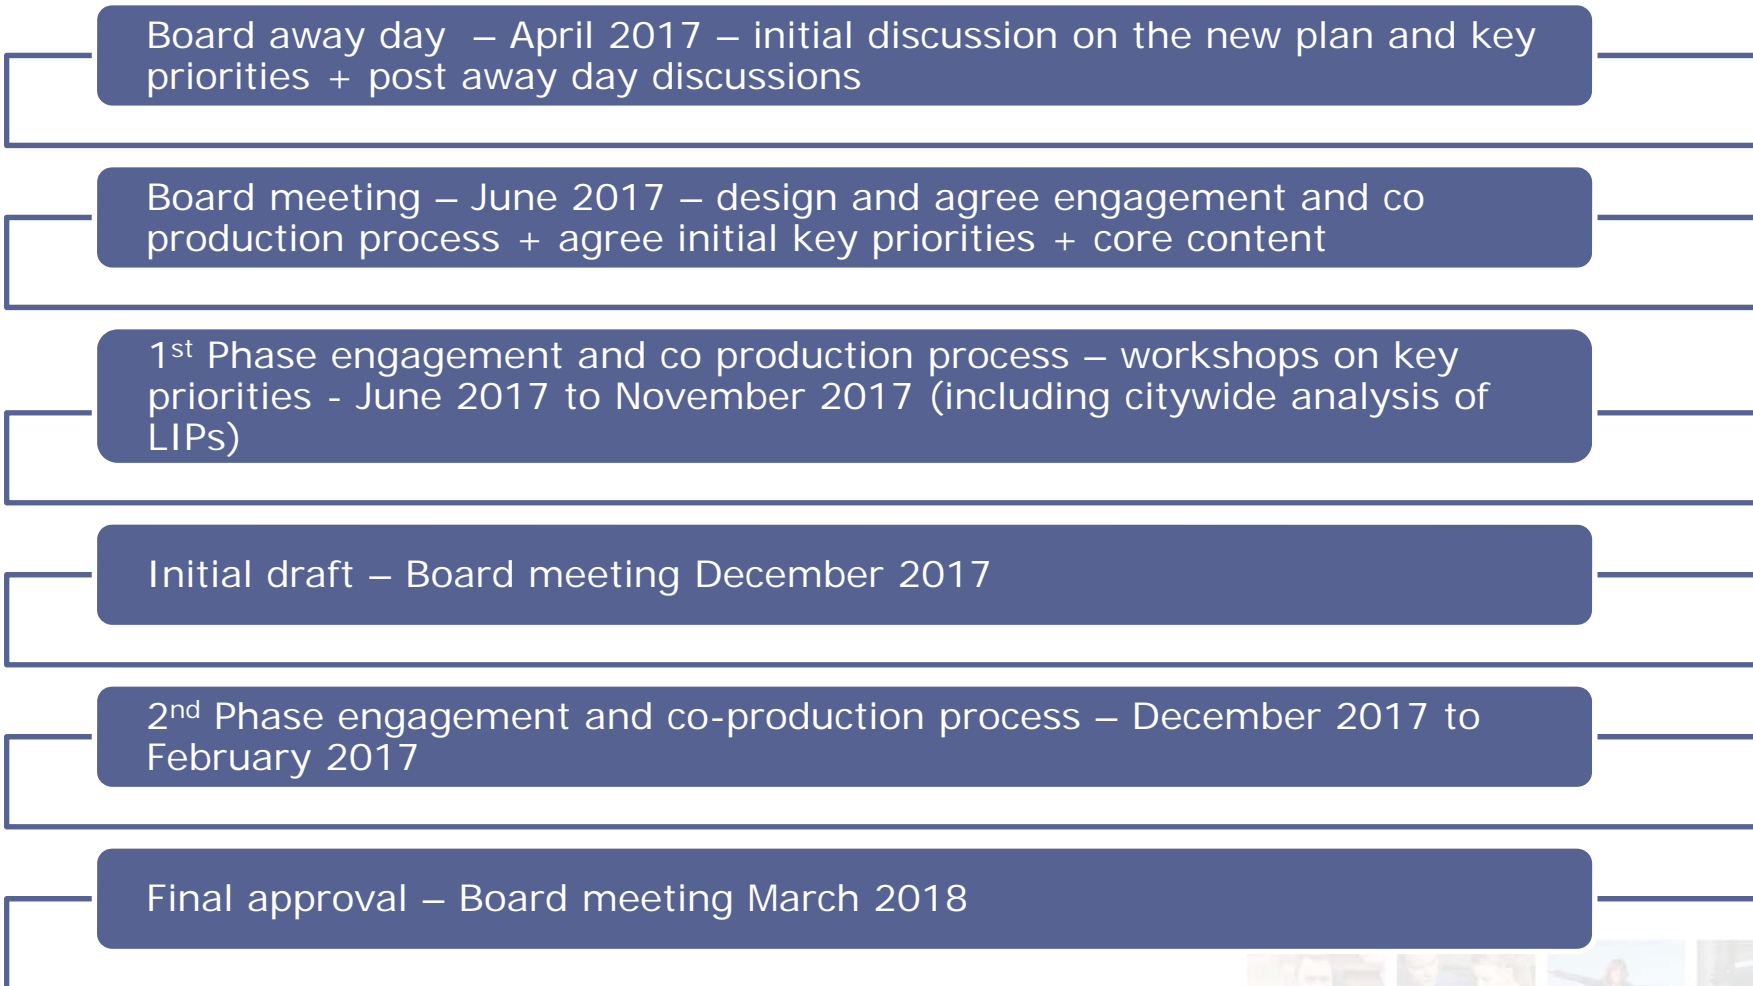 Board away day – April 2017 – initial discussion on the new plan and key
priorities + post away day discussions
Board meeting – June 2017 – design and agree engagement and co
production process + agree initial key priorities + core content
1st Phase engagement and co production process – workshops on key
priorities - June 2017 to November 2017 (including citywide analysis of
LIPs)
Initial draft – Board meeting December 2017
2nd Phase engagement and co-production process – December 2017 to
February 2017
Final approval – Board meeting March 2018